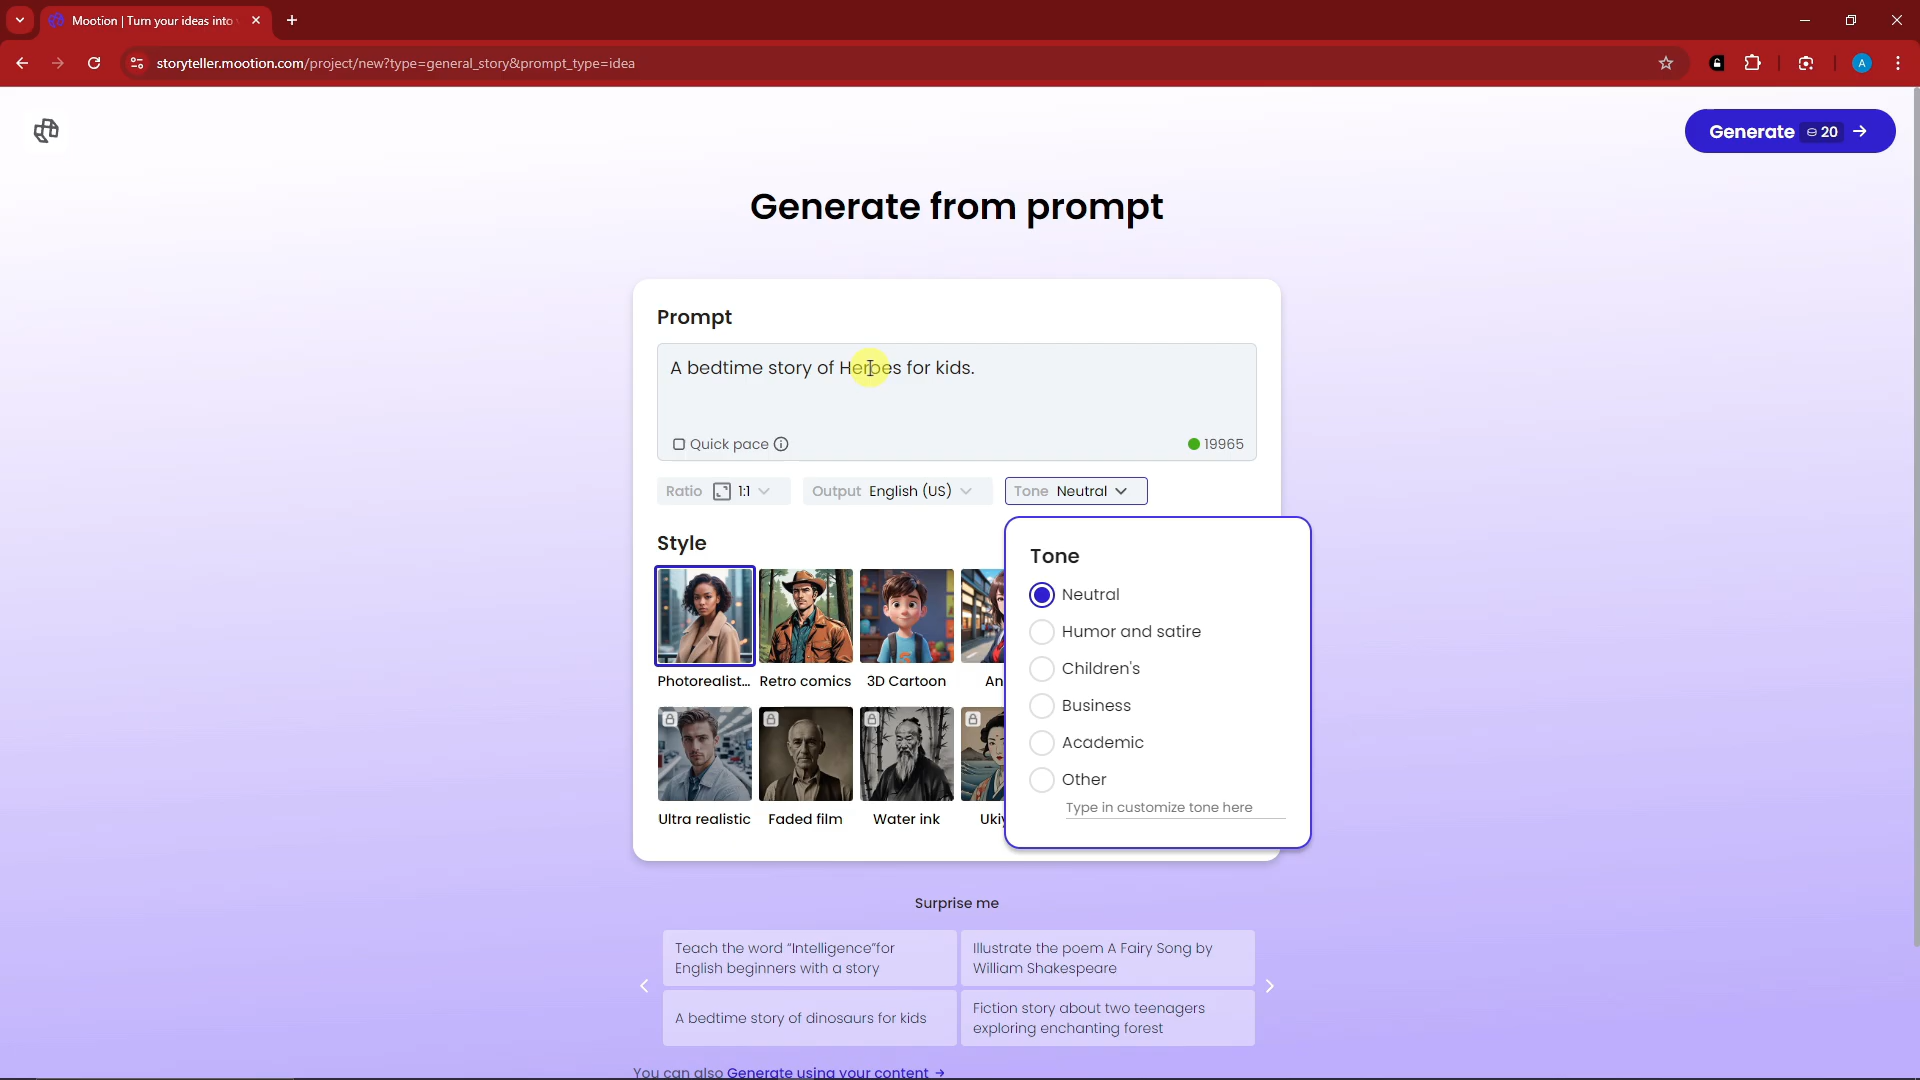 Mootion | Turn your ideas into
storyteller.mootion.com/project/new?type=general_story&prompt_type=idea
A
Generate 20
Generate from prompt
Prompt
A bedtime story of Heroes for kids.
Quick pace
19965
Ratio 1:1 Output English (US) Tone Neutral
Style
Tone
Neutral
Humor and satire
Children's
Business
Academic
Other
Type in customize tone here
Photorealist... Retro comics 3D Cartoon An
Ultra realistic Faded film Water ink Uki
Surprise me
Teach the word "Intelligence"for
English beginners with a story
Illustrate the poem A Fairy Song by
William Shakespeare
A bedtime story of dinosaurs for kids
Fiction story about two teenagers
exploring enchanting forest
You can also Generate using your content →